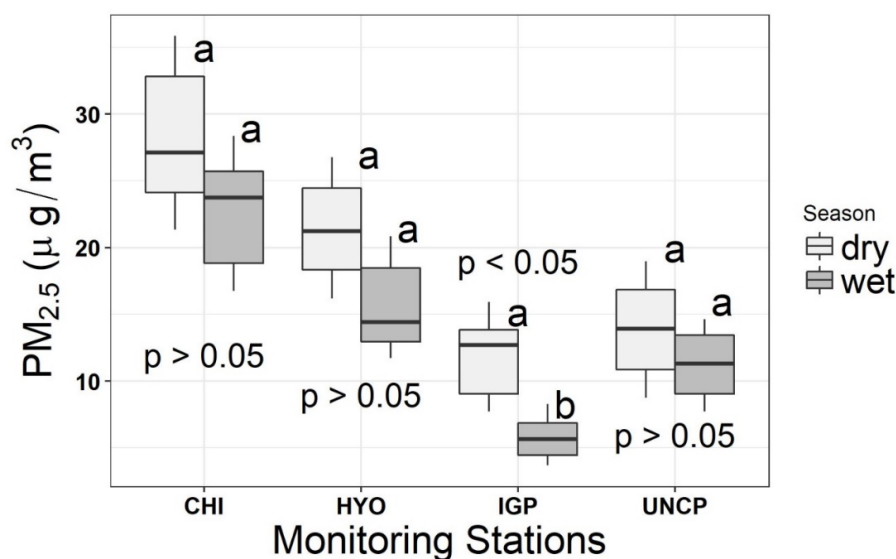 PM2.5 (μ g/m³)
30
20
10
a
a
a
a
p < 0.05
a
b
a
a
p > 0.05
p > 0.05
p > 0.05
CHI HYO IGP UNCP
Monitoring Stations
Season
dry
wet